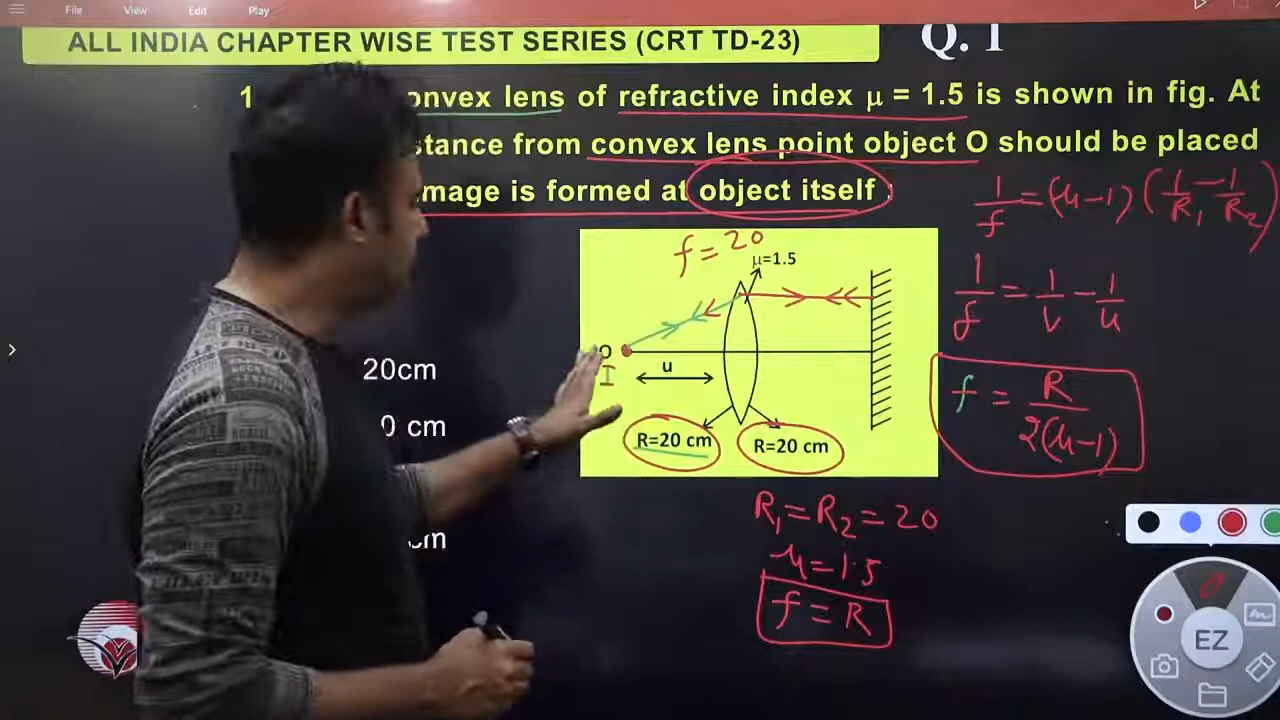 File View Edit Play
ALL INDIA CHAPTER WISE TEST SERIES (CRT TD-23)
Q. 1
1. onvex lens of refractive index μ = 1.5 is shown in fig. At
stance from convex lens point object O should be placed
mage is formed at object itself :
1/f = (μ-1) (1/R₁ - 1/R₂)
f = 20
μ=1.5
1/f = 1/v - 1/u
O
I
u
20cm
f = R/2(μ-1)
0 cm
R=20 cm R=20 cm
R₁ = R₂ = 20
cm
μ = 1.5
f = R
EZ